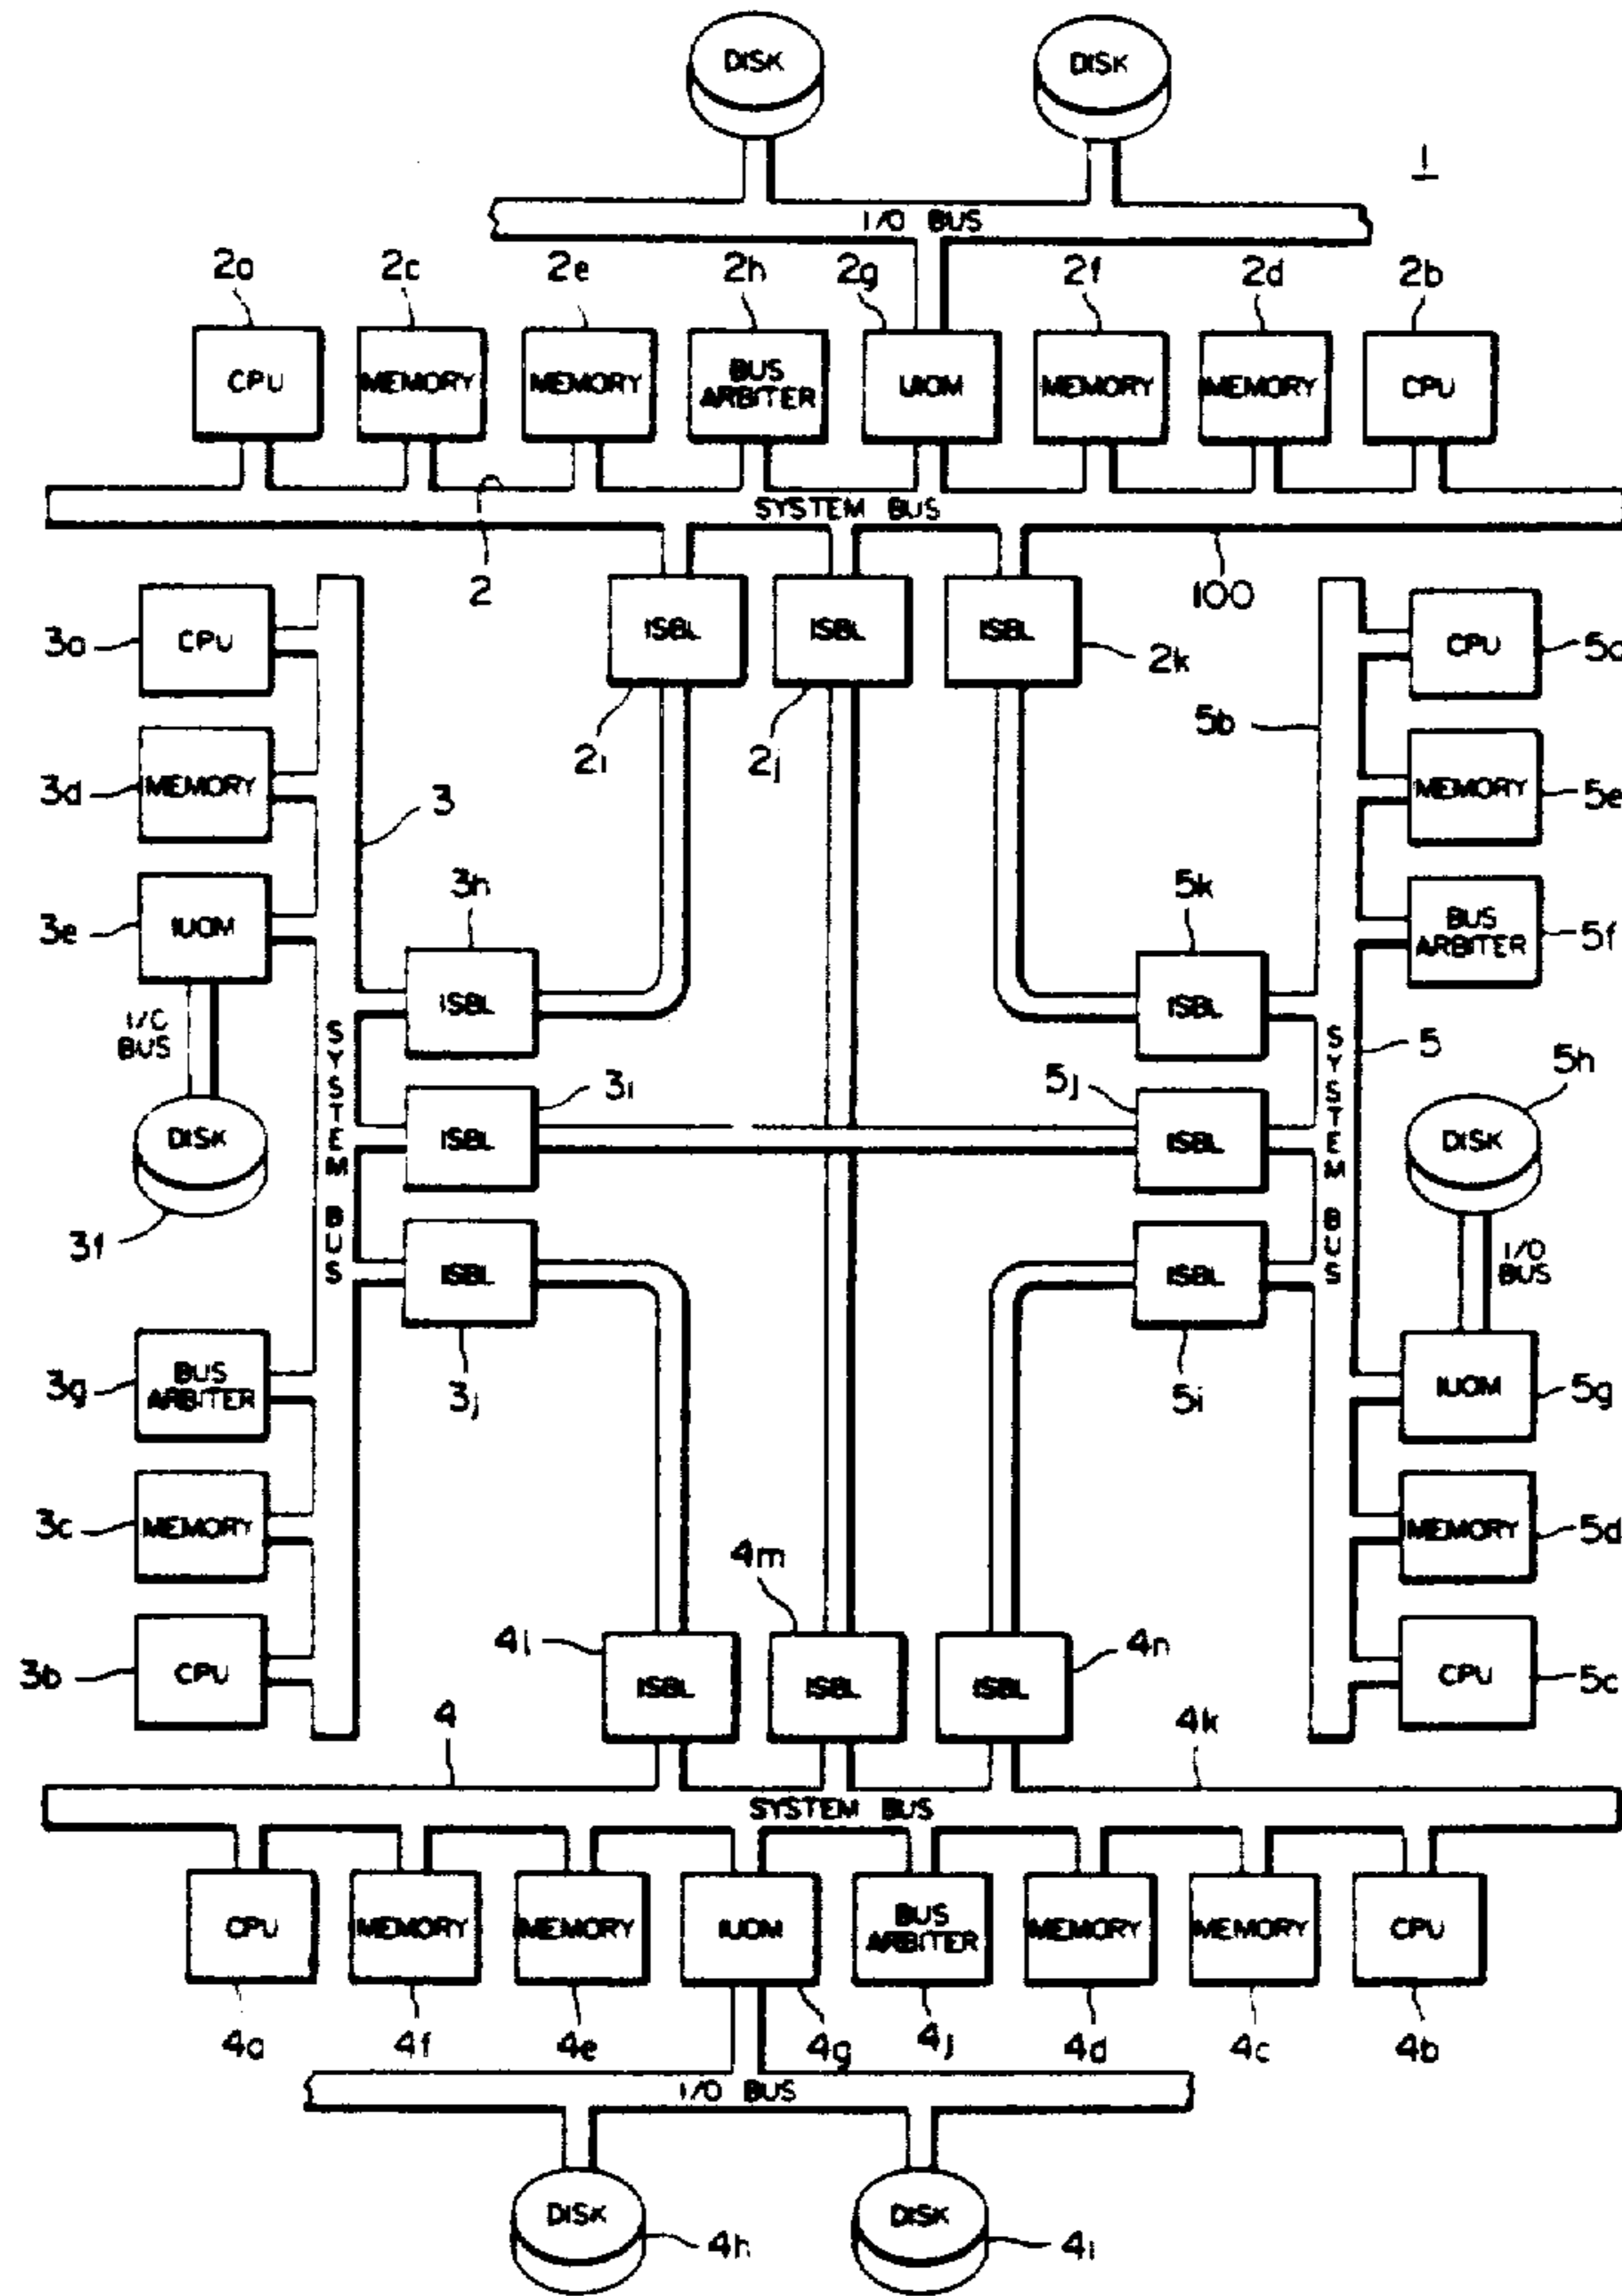 DISK DISK
1
I/O BUS
2a 2c 2e 2h 2g 2f 2d 2b
CPU MEMORY MEMORY BUS ARBITER UIOM MEMORY MEMORY CPU
SYSTEM BUS
2
100
ISBL ISBL ISBL
2i 2j 2k
3a CPU
3d MEMORY
3
3e IUOM
I/O BUS
DISK
3f
SYSTEM BUS
3h
ISBL
3i
ISBL
ISBL
3j
3g BUS ARBITER
3c MEMORY
3b CPU
5b
CPU 5a
MEMORY 5e
BUS ARBITER 5f
5k
ISBL
5j
ISBL
ISBL
5i
SYSTEM BUS
5
5h
DISK
I/O BUS
IUOM 5g
MEMORY 5d
CPU 5c
4l 4m 4n
ISBL ISBL ISBL
4 4k
SYSTEM BUS
CPU MEMORY MEMORY IUOM BUS ARBITER MEMORY MEMORY CPU
4a 4f 4e 4g 4j 4d 4c 4b
I/O BUS
DISK 4h
DISK 4i